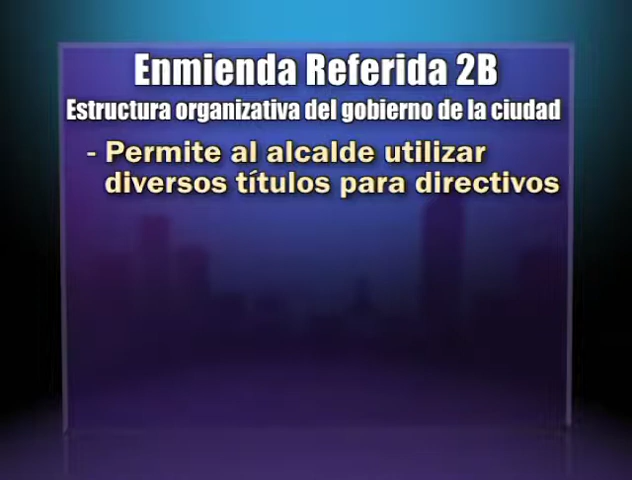 Enmienda Referida 2B
Estructura organizativa del gobierno de la ciudad
- Permite al alcalde utilizar
diversos títulos para directivos